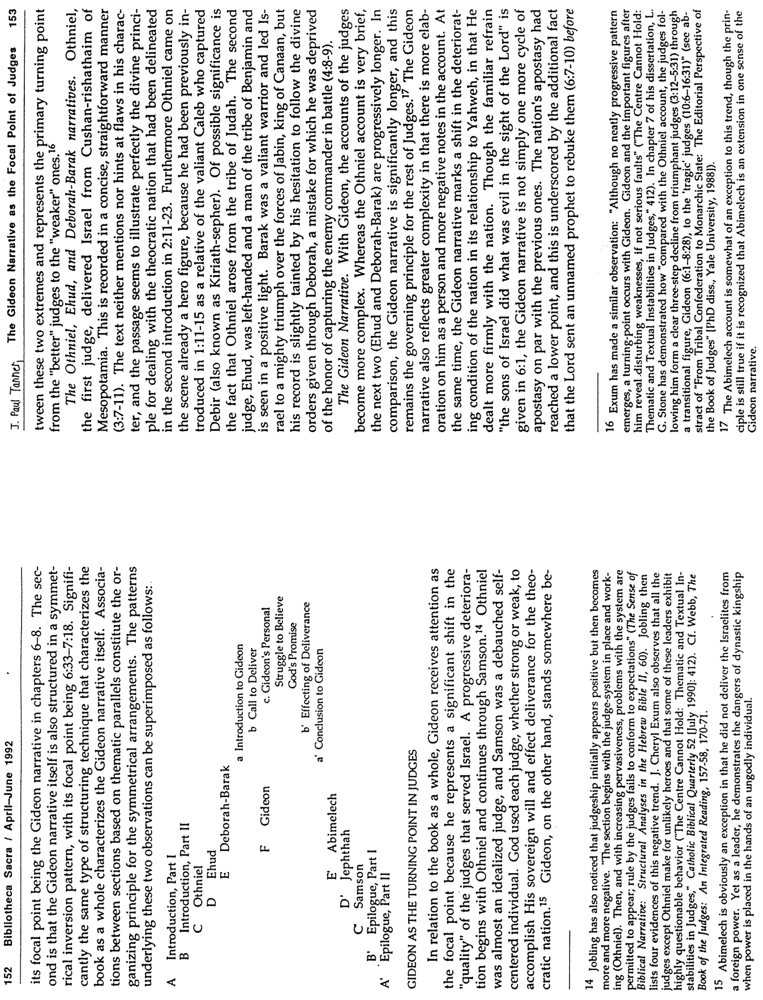 152 Bibliotheca Sacra / April–June 1992
its focal point being the Gideon narrative in chapters 6–8. The sec-
ond is that the Gideon narrative itself is also structured in a symmet-
rical inversion pattern, with its focal point being 6:33–7:18. Signifi-
cantly the same type of structuring technique that characterizes the
book as a whole characterizes the Gideon narrative itself. Associa-
tions between sections based on thematic parallels constitute the or-
ganizing principle for the symmetrical arrangements. The patterns
underlying these two observations can be superimposed as follows:
A Introduction, Part I
B Introduction, Part II
C Othniel
D Ehud
E Deborah-Barak
a Introduction to Gideon
b Call to Deliver
F Gideon c. Gideon's Personal
Struggle to Believe
God's Promise
b' Effecting of Deliverance
a' Conclusion to Gideon
E' Abimelech
D' Jephthah
C' Samson
B' Epilogue, Part I
A' Epilogue, Part II
GIDEON AS THE TURNING POINT IN JUDGES
In relation to the book as a whole, Gideon receives attention as
the focal point because he represents a significant shift in the
"quality" of the judges that served Israel. A progressive deteriora-
tion begins with Othniel and continues through Samson.14 Othniel
was almost an idealized judge, and Samson was a debauched self-
centered individual. God used each judge, whether strong or weak, to
accomplish His sovereign will and effect deliverance for the theo-
cratic nation.15 Gideon, on the other hand, stands somewhere be-
14 Jobling has also noticed that judgeship initially appears positive but then becomes
more and more negative. "The section begins with the judge-system in place and work-
ing (Othniel). Then, and with increasing pervasiveness, problems with the system are
permitted to appear; rule by the judges fails to conform to expectations" (The Sense of
Biblical Narrative: Structural Analyses in the Hebrew Bible II, 60). Jobling then
lists four evidences of this negative trend. J. Cheryl Exum also observes that all the
judges except Othniel make for unlikely heroes and that some of these leaders exhibit
highly questionable behavior ("The Centre Cannot Hold: Thematic and Textual In-
stabilities in Judges," Catholic Biblical Quarterly 52 [July 1990]: 412). Cf. Webb, The
Book of the Judges: An Integrated Reading, 157-58, 170-71.
15 Abimelech is obviously an exception in that he did not deliver the Israelites from
a foreign power. Yet as a leader, he demonstrates the dangers of dynastic kingship
when power is placed in the hands of an ungodly individual.
J. Paul Tanner, The Gideon Narrative as the Focal Point of Judges 153
tween these two extremes and represents the primary turning point
from the "better" judges to the "weaker" ones.16
The Othniel, Ehud, and Deborah-Barak narratives. Othniel,
the first judge, delivered Israel from Cushan-rishathaim of
Mesopotamia. This is recorded in a concise, straightforward manner
(3:7-11). The text neither mentions nor hints at flaws in his charac-
ter, and the passage seems to illustrate perfectly the divine princi-
ple for dealing with the theocratic nation that had been delineated
in the second introduction in 2:11-23. Furthermore Othniel came on
the scene already a hero figure, because he had been previously in-
troduced in 1:11-15 as a relative of the valiant Caleb who captured
Debir (also known as Kiriath-sepher). Of possible significance is
the fact that Othniel arose from the tribe of Judah. The second
judge, Ehud, was left-handed and a man of the tribe of Benjamin and
is seen in a positive light. Barak was a valiant warrior and led Is-
rael to a mighty triumph over the forces of Jabin, king of Canaan, but
his record is slightly tainted by his hesitation to follow the divine
orders given through Deborah, a mistake for which he was deprived
of the honor of capturing the enemy commander in battle (4:8-9).
The Gideon Narrative. With Gideon, the accounts of the judges
become more complex. Whereas the Othniel account is very brief,
the next two (Ehud and Deborah-Barak) are progressively longer. In
comparison, the Gideon narrative is significantly longer, and this
remains the governing principle for the rest of Judges.17 The Gideon
narrative also reflects greater complexity in that there is more elab-
oration on him as a person and more negative notes in the account. At
the same time, the Gideon narrative marks a shift in the deteriorat-
ing condition of the nation in its relationship to Yahweh, in that He
dealt more firmly with the nation. Though the familiar refrain
"the sons of Israel did what was evil in the sight of the Lord" is
given in 6:1, the Gideon narrative is not simply one more cycle of
apostasy on par with the previous ones. The nation's apostasy had
reached a lower point, and this is underscored by the additional fact
that the Lord sent an unnamed prophet to rebuke them (6:7-10) before
16 Exum has made a similar observation: "Although no neatly progressive pattern
emerges, a turning-point occurs with Gideon. Gideon and the important figures after
him reveal disturbing weaknesses, if not serious faults" ("The Centre Cannot Hold:
Thematic and Textual Instabilities in Judges," 412). In chapter 7 of his dissertation, L.
G. Stone has demonstrated how "compared with the Othniel account, the judges fol-
lowing him form a clear three-step decline from triumphant judges (3:12–5:31) through
a transitional figure, Gideon (6:1–8:28), to the 'tragic' judges (10:6–16:31)" (see ab-
stract of "From Tribal Confederation to Monarchic State: The Editorial Perspective of
the Book of Judges" [PhD diss., Yale University, 1988]).
17 The Abimelech account is somewhat of an exception to this trend, though the prin-
ciple is still true if it is recognized that Abimelech is an extension in one sense of the
Gideon narrative.